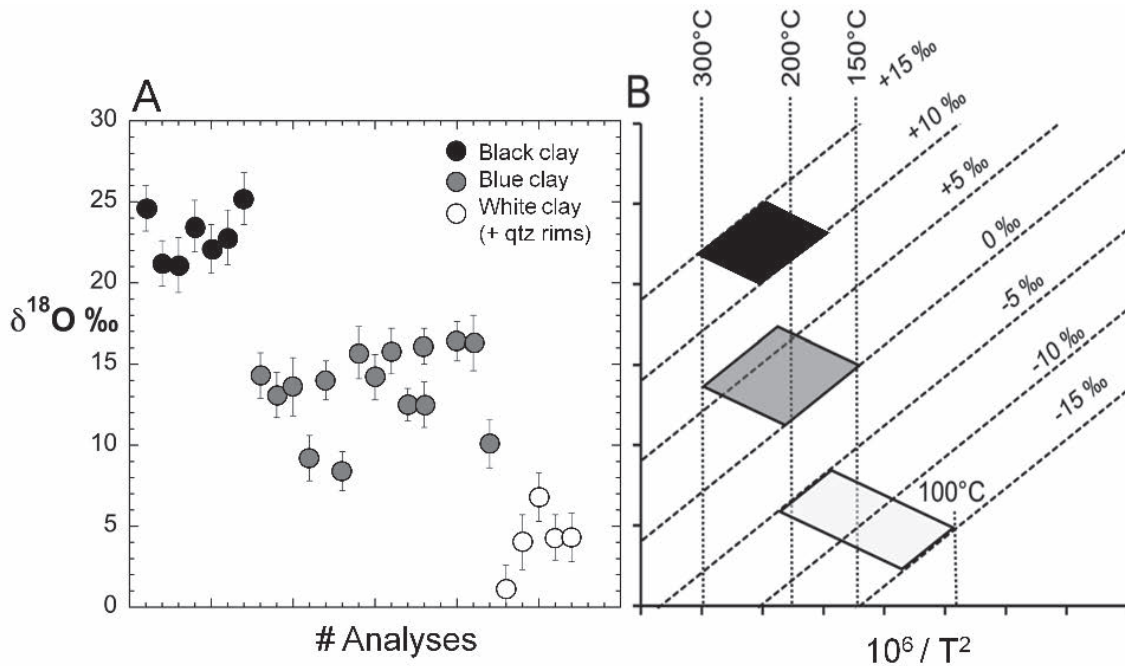 A
30
25
20
15
10
5
0
δ¹⁸O ‰
# Analyses
Black clay
Blue clay
White clay
(+ qtz rims)
B
300°C
200°C
150°C
+15 ‰
+10 ‰
+5 ‰
0 ‰
-5 ‰
-10 ‰
-15 ‰
100°C
10⁶ / T²